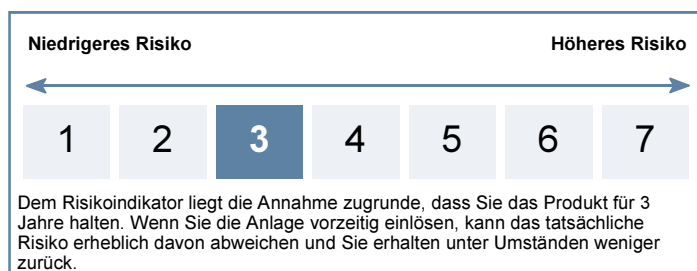 Niedrigeres Risiko Höheres Risiko
1 2 3 4 5 6 7
Dem Risikoindikator liegt die Annahme zugrunde, dass Sie das Produkt für 3
Jahre halten. Wenn Sie die Anlage vorzeitig einlösen, kann das tatsächliche
Risiko erheblich davon abweichen und Sie erhalten unter Umständen weniger
zurück.